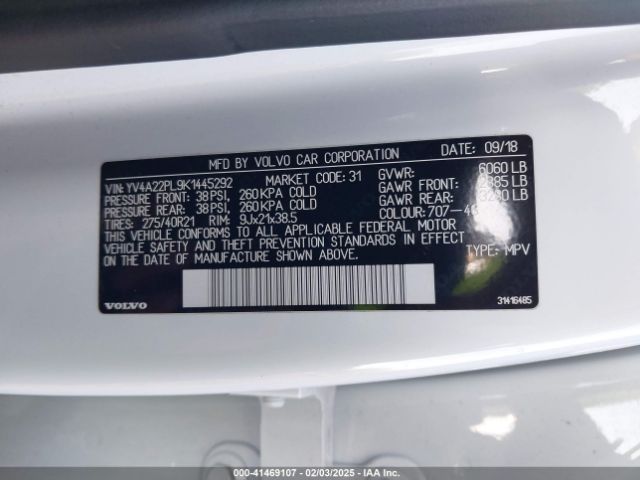 MFD BY VOLVO CAR CORPORATION DATE: 09/18
VIN: YV4A22PL9K1445292 MARKET CODE: 31 GVWR: 6060 LB
PRESSURE FRONT: 38 PSI, 260 KPA COLD GAWR FRONT: 2885 LB
PRESSURE REAR: 38 PSI, 260 KPA COLD GAWR REAR: LB
TIRES: 275/40R21 RIM: 9Jx21x38.5 COLOUR: 707-
THIS VEHICLE CONFORMS TO ALL APPLICABLE FEDERAL MOTOR
VEHICLE SAFETY AND THEFT PREVENTION STANDARDS IN EFFECT
ON THE DATE OF MANUFACTURE SHOWN ABOVE. TYPE: MPV
VOLVO 31416485
Copart
© 41469107 - 02/03/2025 - IAA Inc.